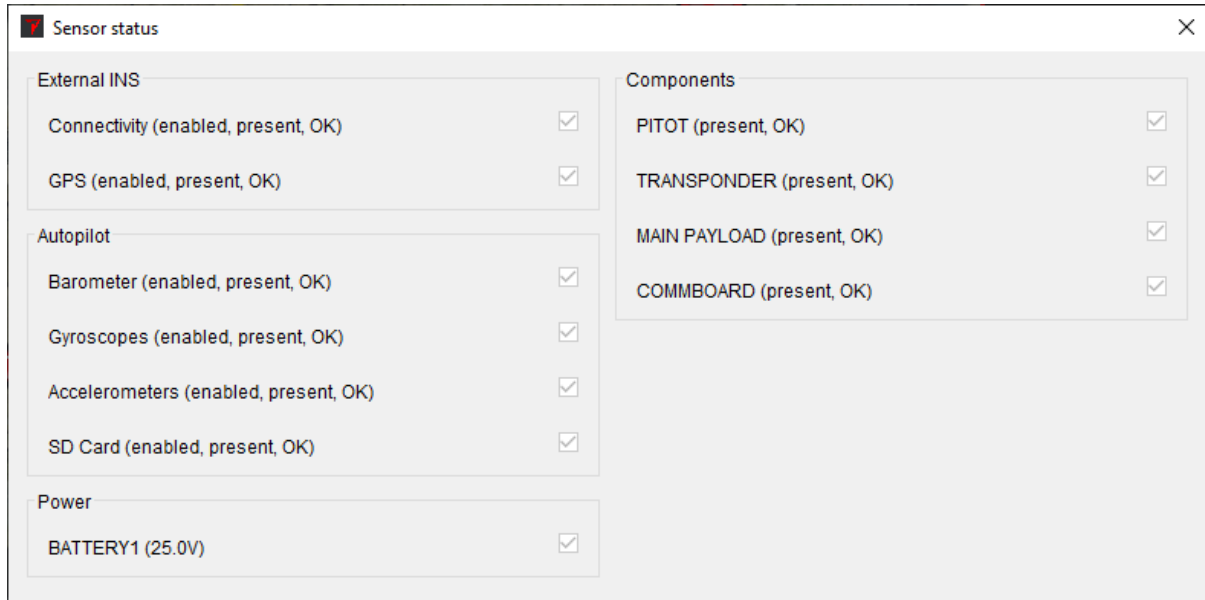 Sensor status
External INS
Connectivity (enabled, present, OK)
GPS (enabled, present, OK)
Autopilot
Barometer (enabled, present, OK)
Gyroscopes (enabled, present, OK)
Accelerometers (enabled, present, OK)
SD Card (enabled, present, OK)
Power
BATTERY1 (25.0V)
Components
PITOT (present, OK)
TRANSPONDER (present, OK)
MAIN PAYLOAD (present, OK)
COMMBOARD (present, OK)